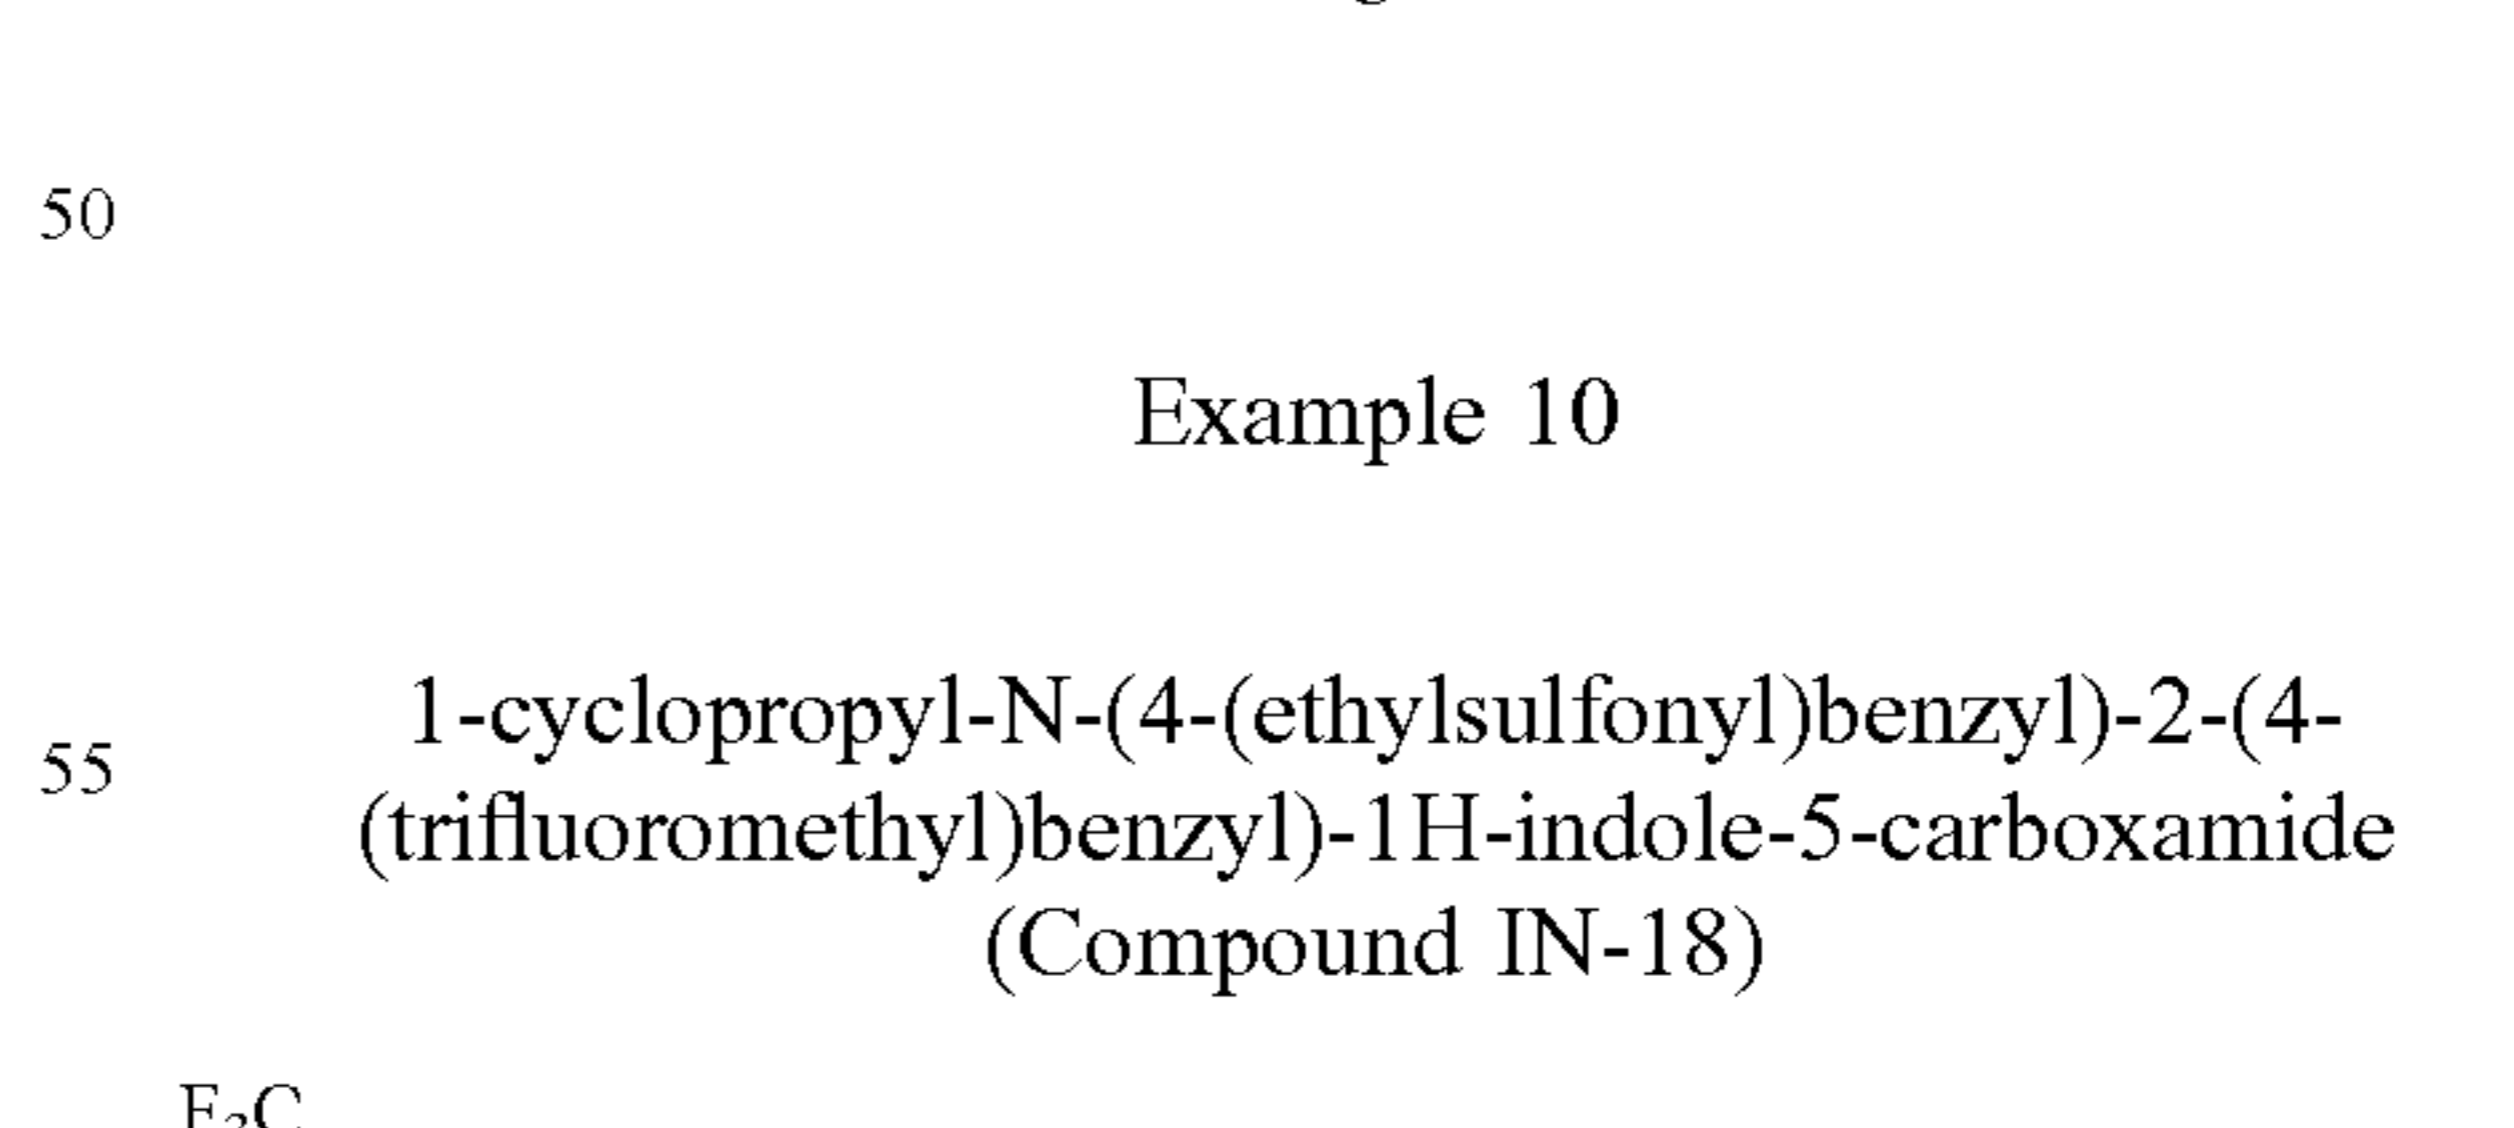 50
Example 10
1-cyclopropyl-N-(4-(ethylsulfonyl)benzyl)-2-(4-
55
(trifluoromethyl)benzyl)-1H-indole-5-carboxamide
(Compound IN-18)
F₃C